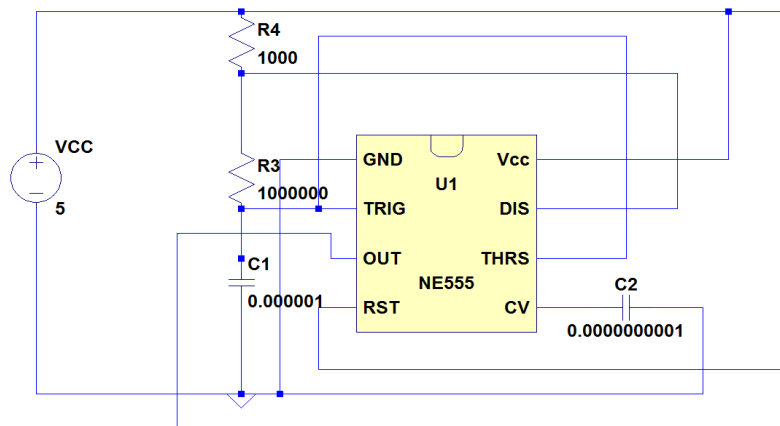 R4
1000
VCC
5
R3
1000000
GND
Vcc
U1
TRIG
DIS
OUT
THRS
C1
NE555
0.000001
RST
CV
C2
0.0000000001